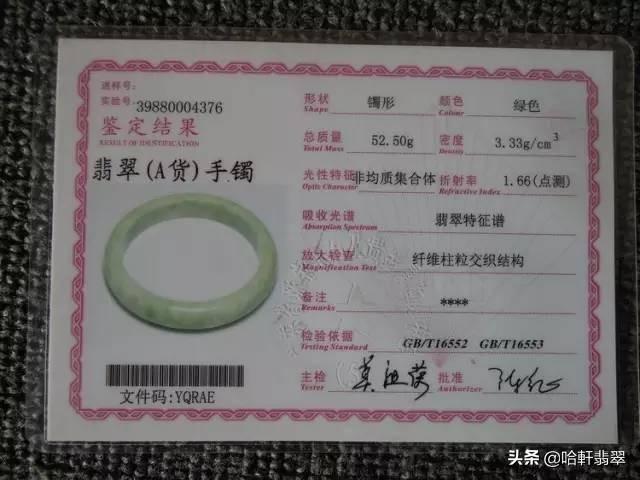 送样号:
实验号:39880004376
鉴定结果
RESULT OF IDENTIFICATION
翡翠(A货)手镯
文件码:YQRAE
形状 镯形 颜色 绿色
Shape Colour
总质量 52.50g 密度 3.33g/cm³
Total Mass Density
光性特征 非均质集合体 折射率 1.66(点测)
Optic Character Refractive Index
吸收光谱 翡翠特征谱
Absorption Spectrum
放大检查 纤维柱粒交织结构
Magnification Test
备注 ****
Remarks
检验依据 GB/T16552 GB/T16553
Testing Standard
主检 批准
Tester Authorizer
头条 @哈軒翡翠